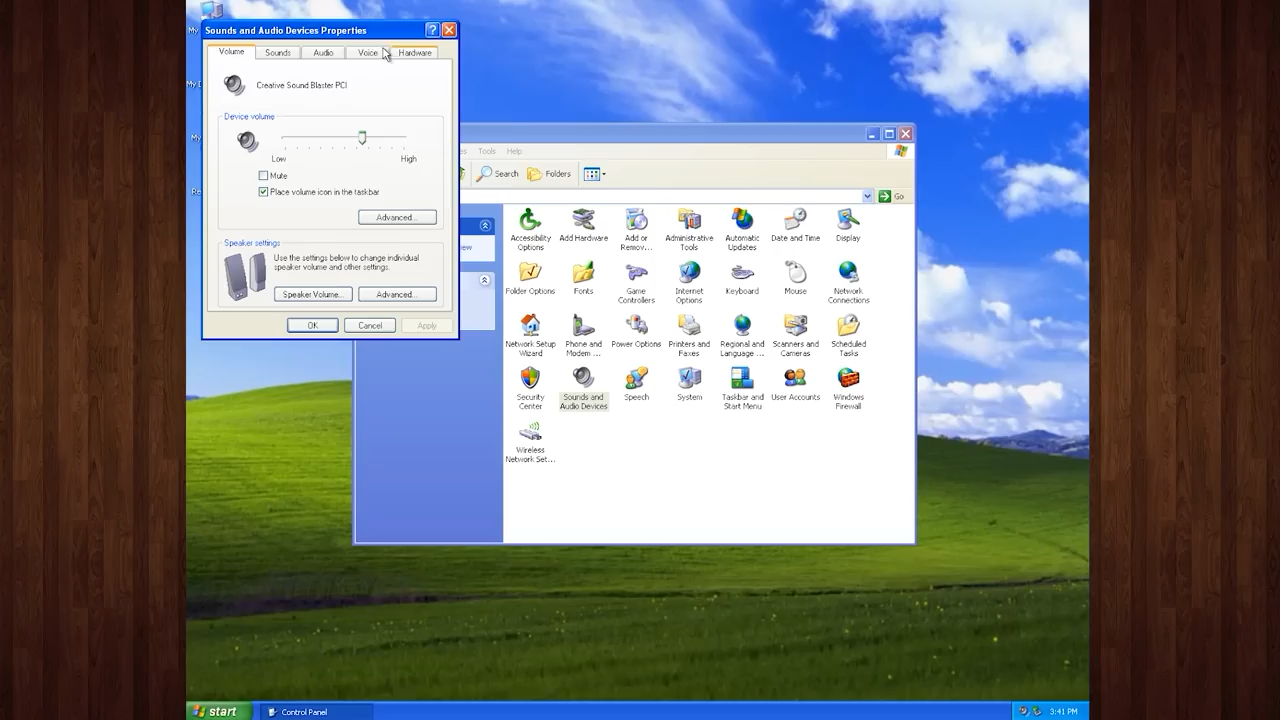 My
My D
My
Re
Sounds and Audio Devices Properties
?
Volume Sounds Audio Voice Hardware
Creative Sound Blaster PCI
Device volume
Low High
Mute
Place volume icon in the taskbar
Advanced...
Speaker settings
Use the settings below to change individual
speaker volume and other settings.
Speaker Volume... Advanced...
OK Cancel Apply
Tools Help
Search Folders
Go
Accessibility
Options
Add Hardware
Add or
Remov...
Administrative
Tools
Automatic
Updates
Date and Time
Display
Folder Options
Fonts
Game
Controllers
Internet
Options
Keyboard
Mouse
Network
Connections
Network Setup
Wizard
Phone and
Modem ...
Power Options
Printers and
Faxes
Regional and
Language ...
Scanners and
Cameras
Scheduled
Tasks
Security
Center
Sounds and
Audio Devices
Speech
System
Taskbar and
Start Menu
User Accounts
Windows
Firewall
Wireless
Network Set...
start
Control Panel
3:41 PM